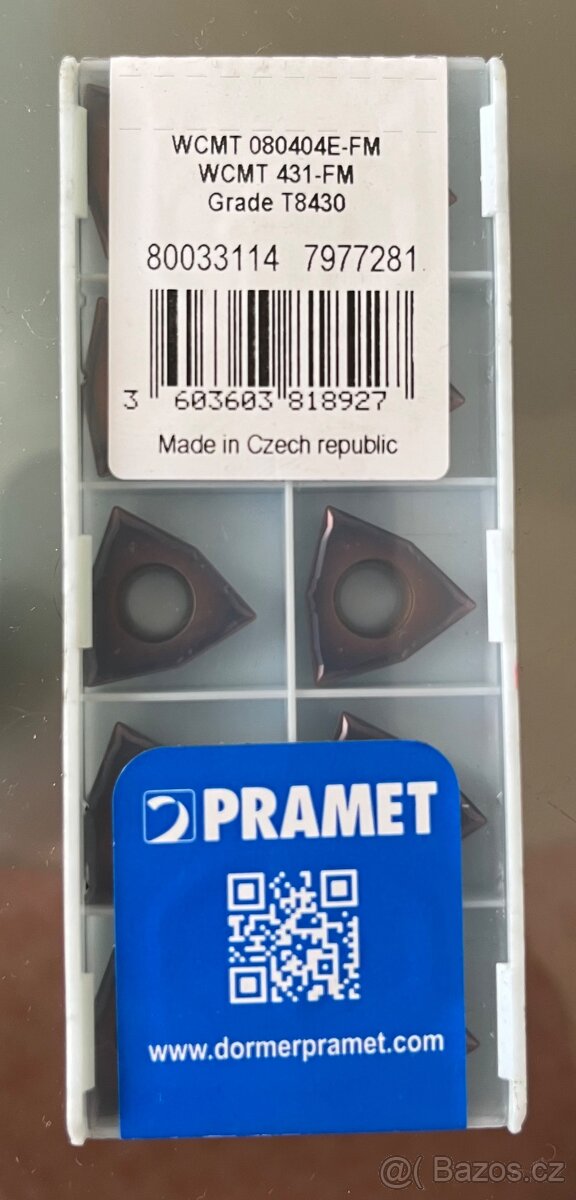 WCMT 080404E-FM
WCMT 431-FM
Grade T8430
80033114 7977281
3 603603 818927
Made in Czech republic
PRAMET
www.dormerpramet.com
@( Bazos.cz